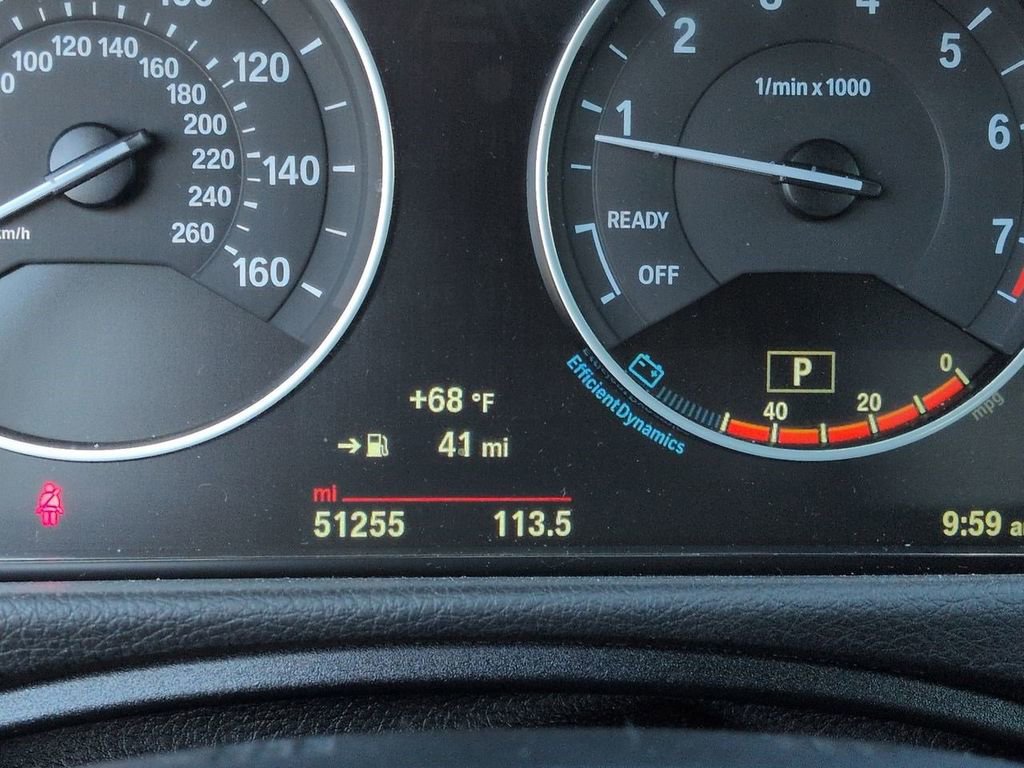 100 120 140 160 180 200 220 240 260
km/h
120 140 160
1 2 5 6 7
1/min x 1000
READY
OFF
P
40 20 0
mpg
EfficientDynamics
+68 °F
41 mi
mi
51255 113.5
9:59